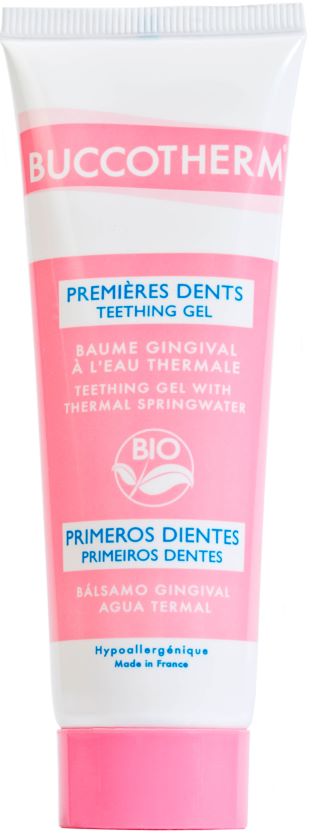 BUCCOTHERM®
PREMIÈRES DENTS
TEETHING GEL
BAUME GINGIVAL
À L'EAU THERMALE
TEETHING GEL WITH
THERMAL SPRINGWATER
BIO
PRIMEROS DIENTES
PRIMEIROS DENTES
BÁLSAMO GINGIVAL
AGUA TERMAL
Hypoallergénique
Made in France